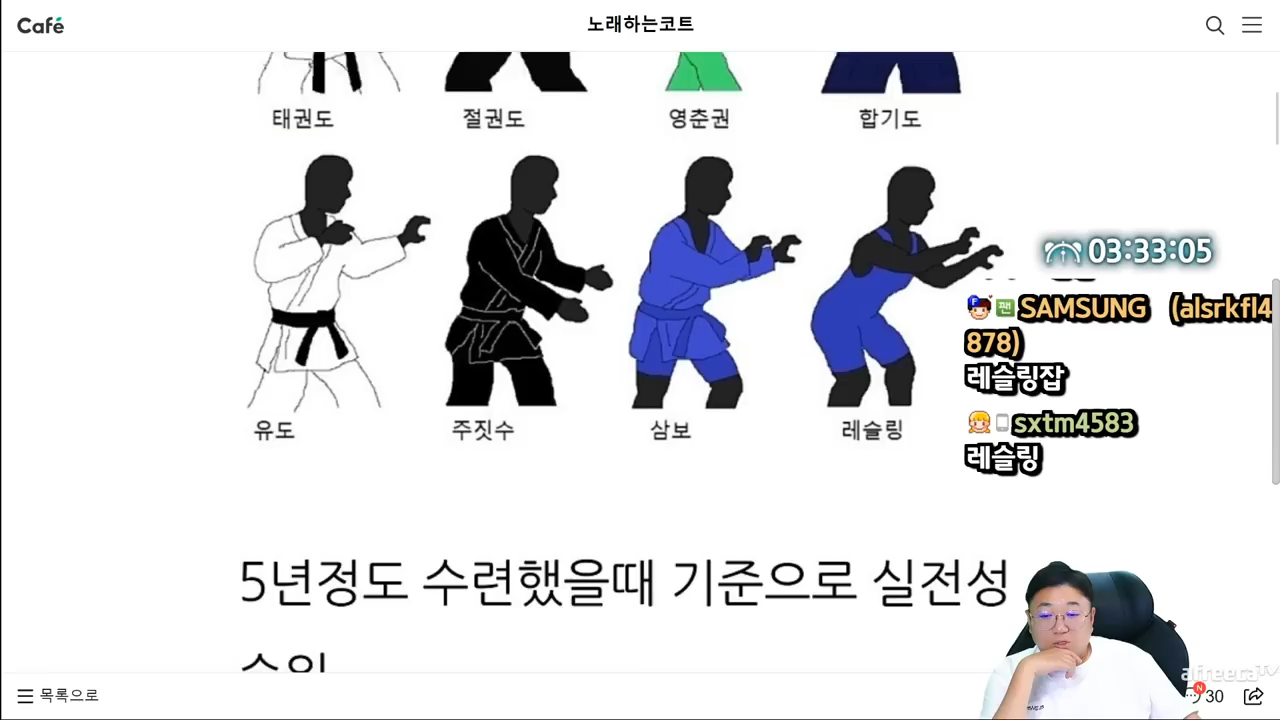 Café
노래하는코트
태권도
절권도
영춘권
합기도
03:33:05
F 팬 SAMSUNG (alsrkfl4
878)
레슬링잡
sxtm4583
레슬링
유도
주짓수
삼보
레슬링
5년정도 수련했을때 기준으로 실전성
afreecaTV
목록으로
N
30